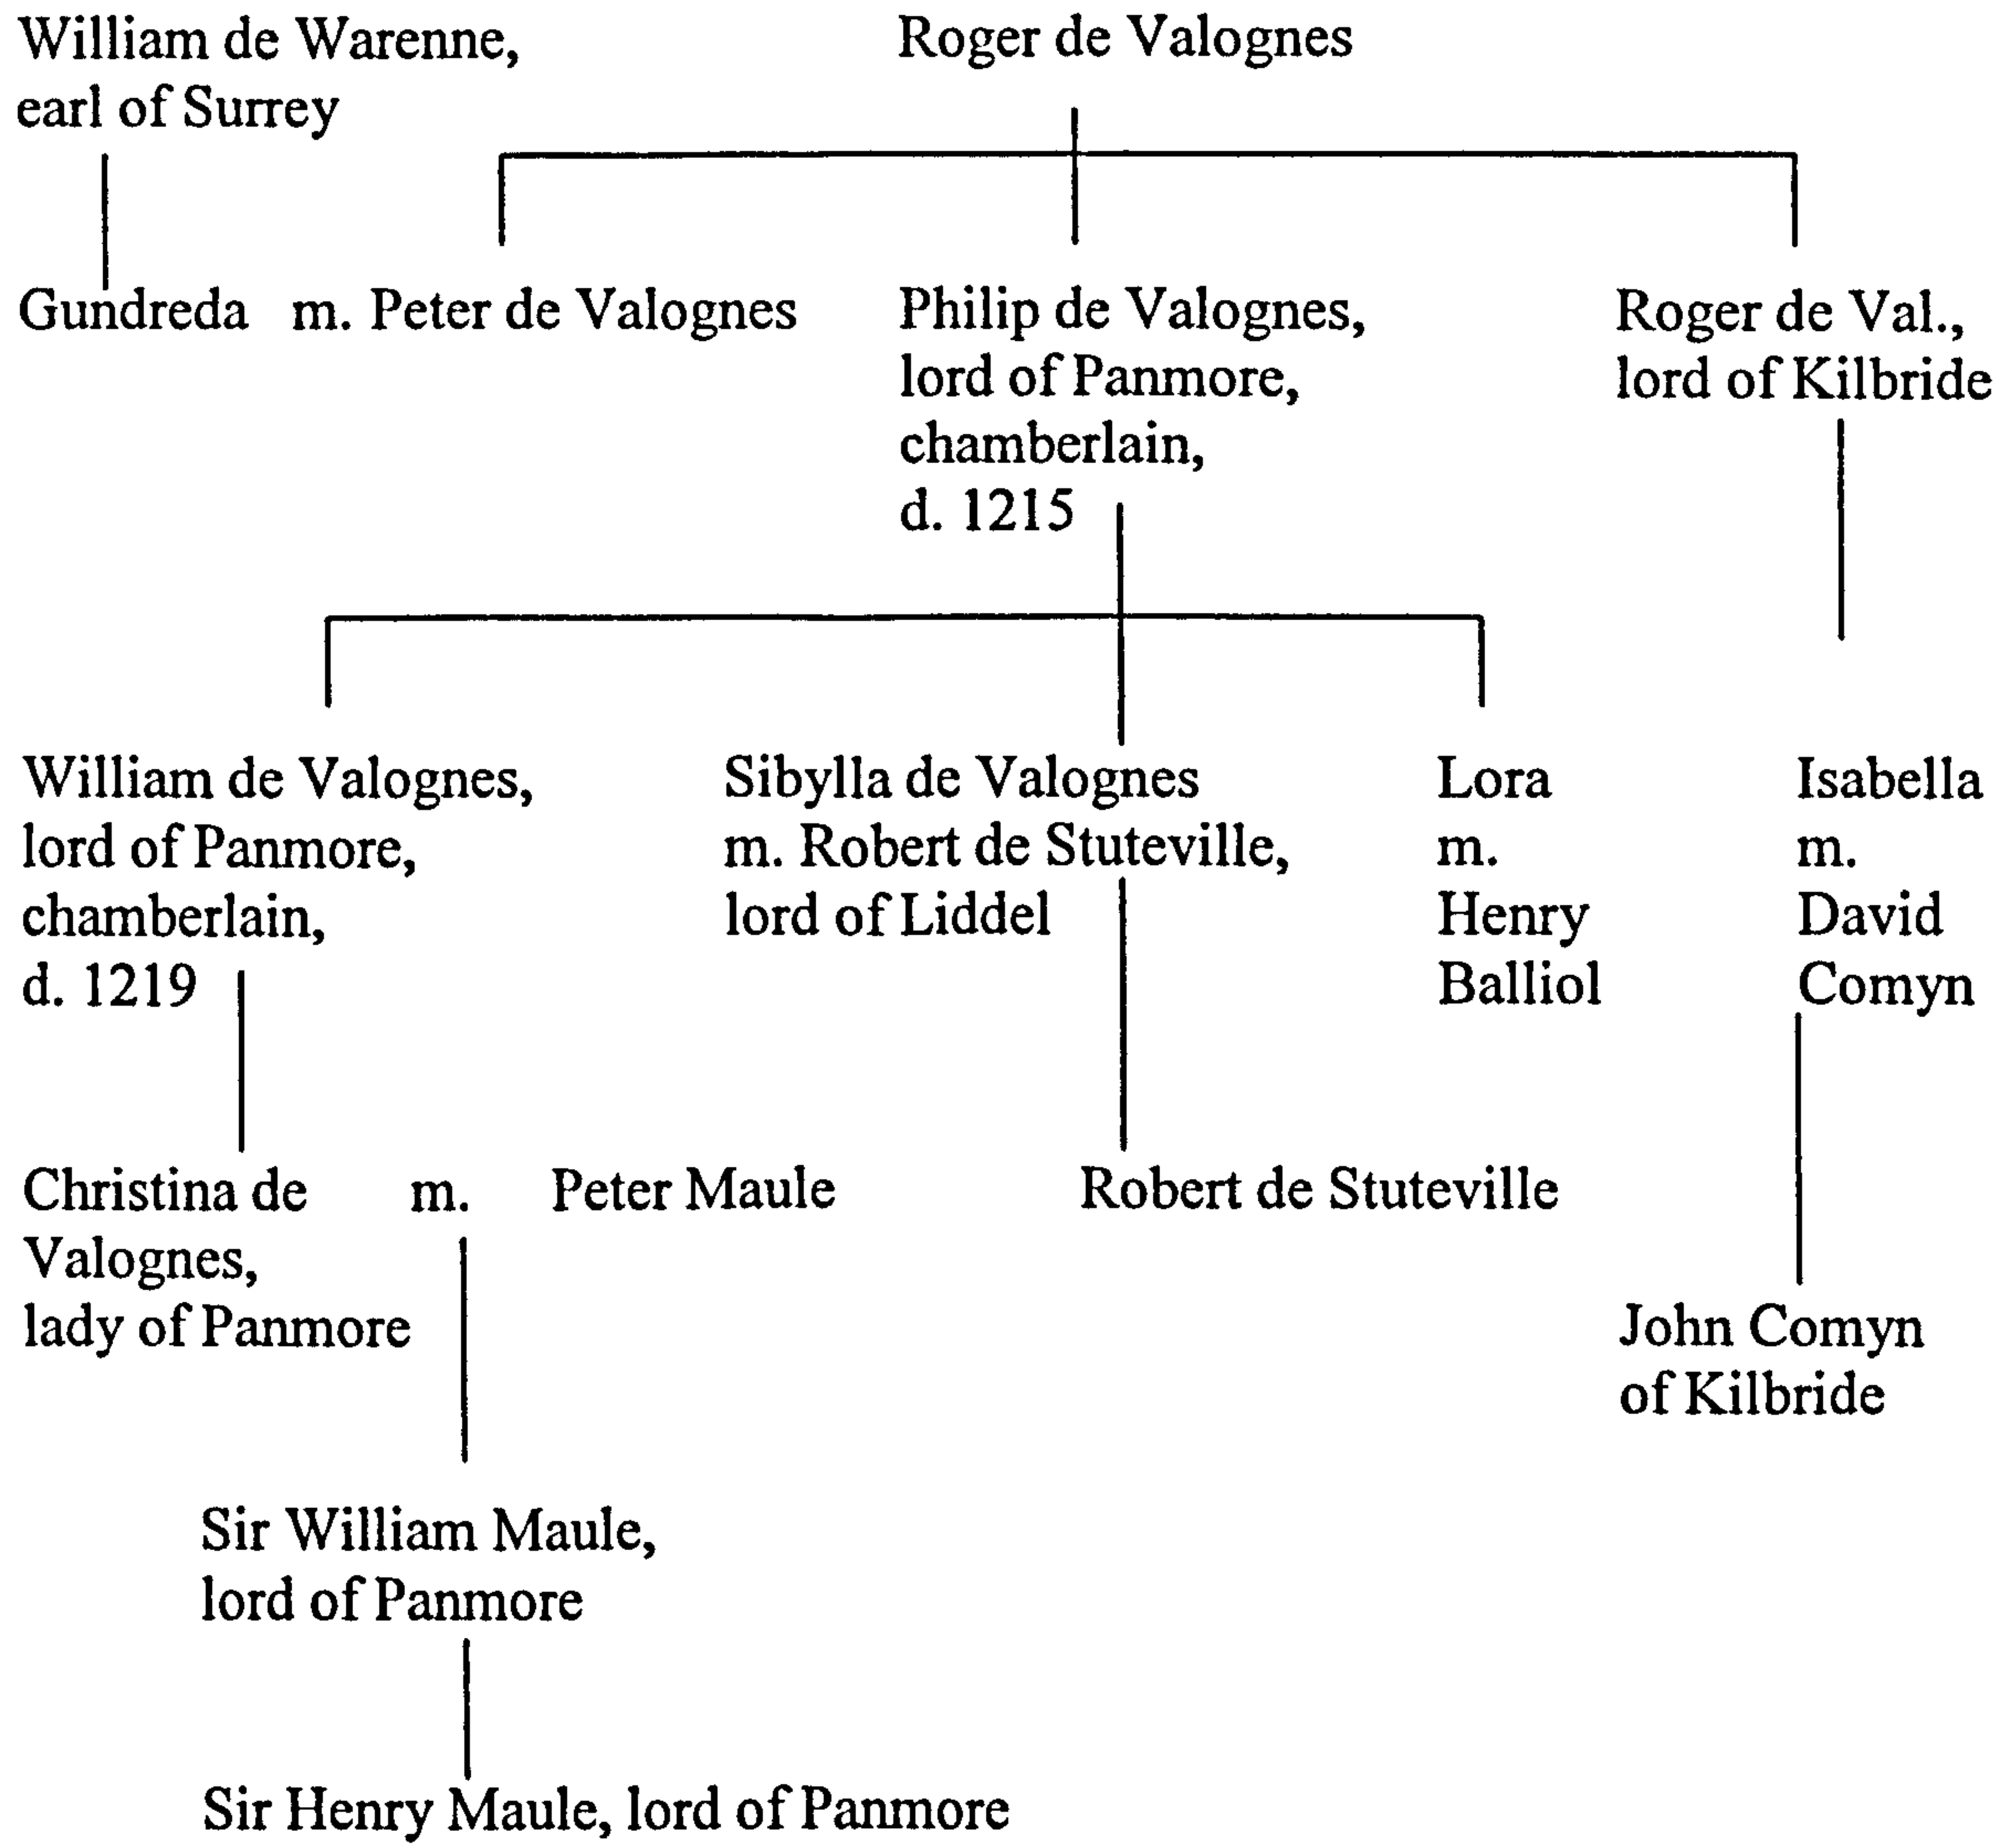 William de Warenne,
earl of Surrey
Roger de Valognes
Gundreda m. Peter de Valognes
Philip de Valognes,
lord of Panmore,
chamberlain,
d. 1215
Roger de Val.,
lord of Kilbride
William de Valognes,
lord of Panmore,
chamberlain,
d. 1219
Sibylla de Valognes
m. Robert de Stuteville,
lord of Liddel
Lora
m.
Henry
Balliol
Isabella
m.
David
Comyn
Christina de
Valognes,
lady of Panmore
m.
Peter Maule
Robert de Stuteville
John Comyn
of Kilbride
Sir William Maule,
lord of Panmore
Sir Henry Maule, lord of Panmore